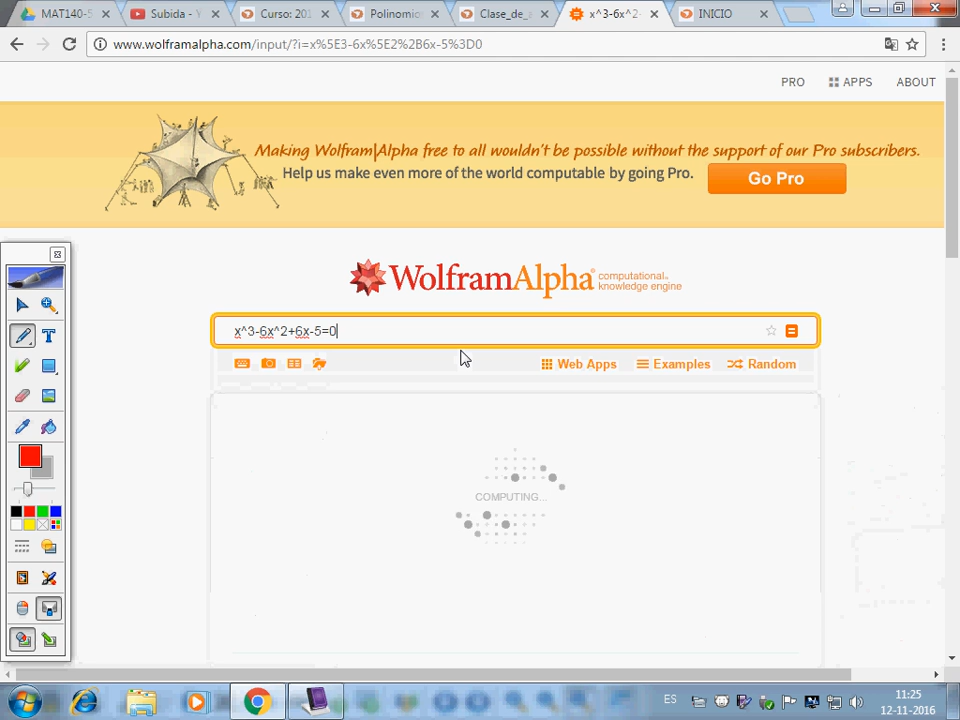 MAT140-S
Subida - Y
Curso: 201
Polinomio
Clase_de_
x^3-6x^2-
INICIO
www.wolframalpha.com/input/?i=x%5E3-6x%5E2%2B6x-5%3D0
PRO APPS ABOUT
Making Wolfram|Alpha free to all wouldn't be possible without the support of our Pro subscribers.
Help us make even more of the world computable by going Pro. Go Pro
WolframAlpha computational knowledge engine
x^3-6x^2+6x-5=0
Web Apps Examples Random
COMPUTING...
T
ES
11:25
12-11-2016